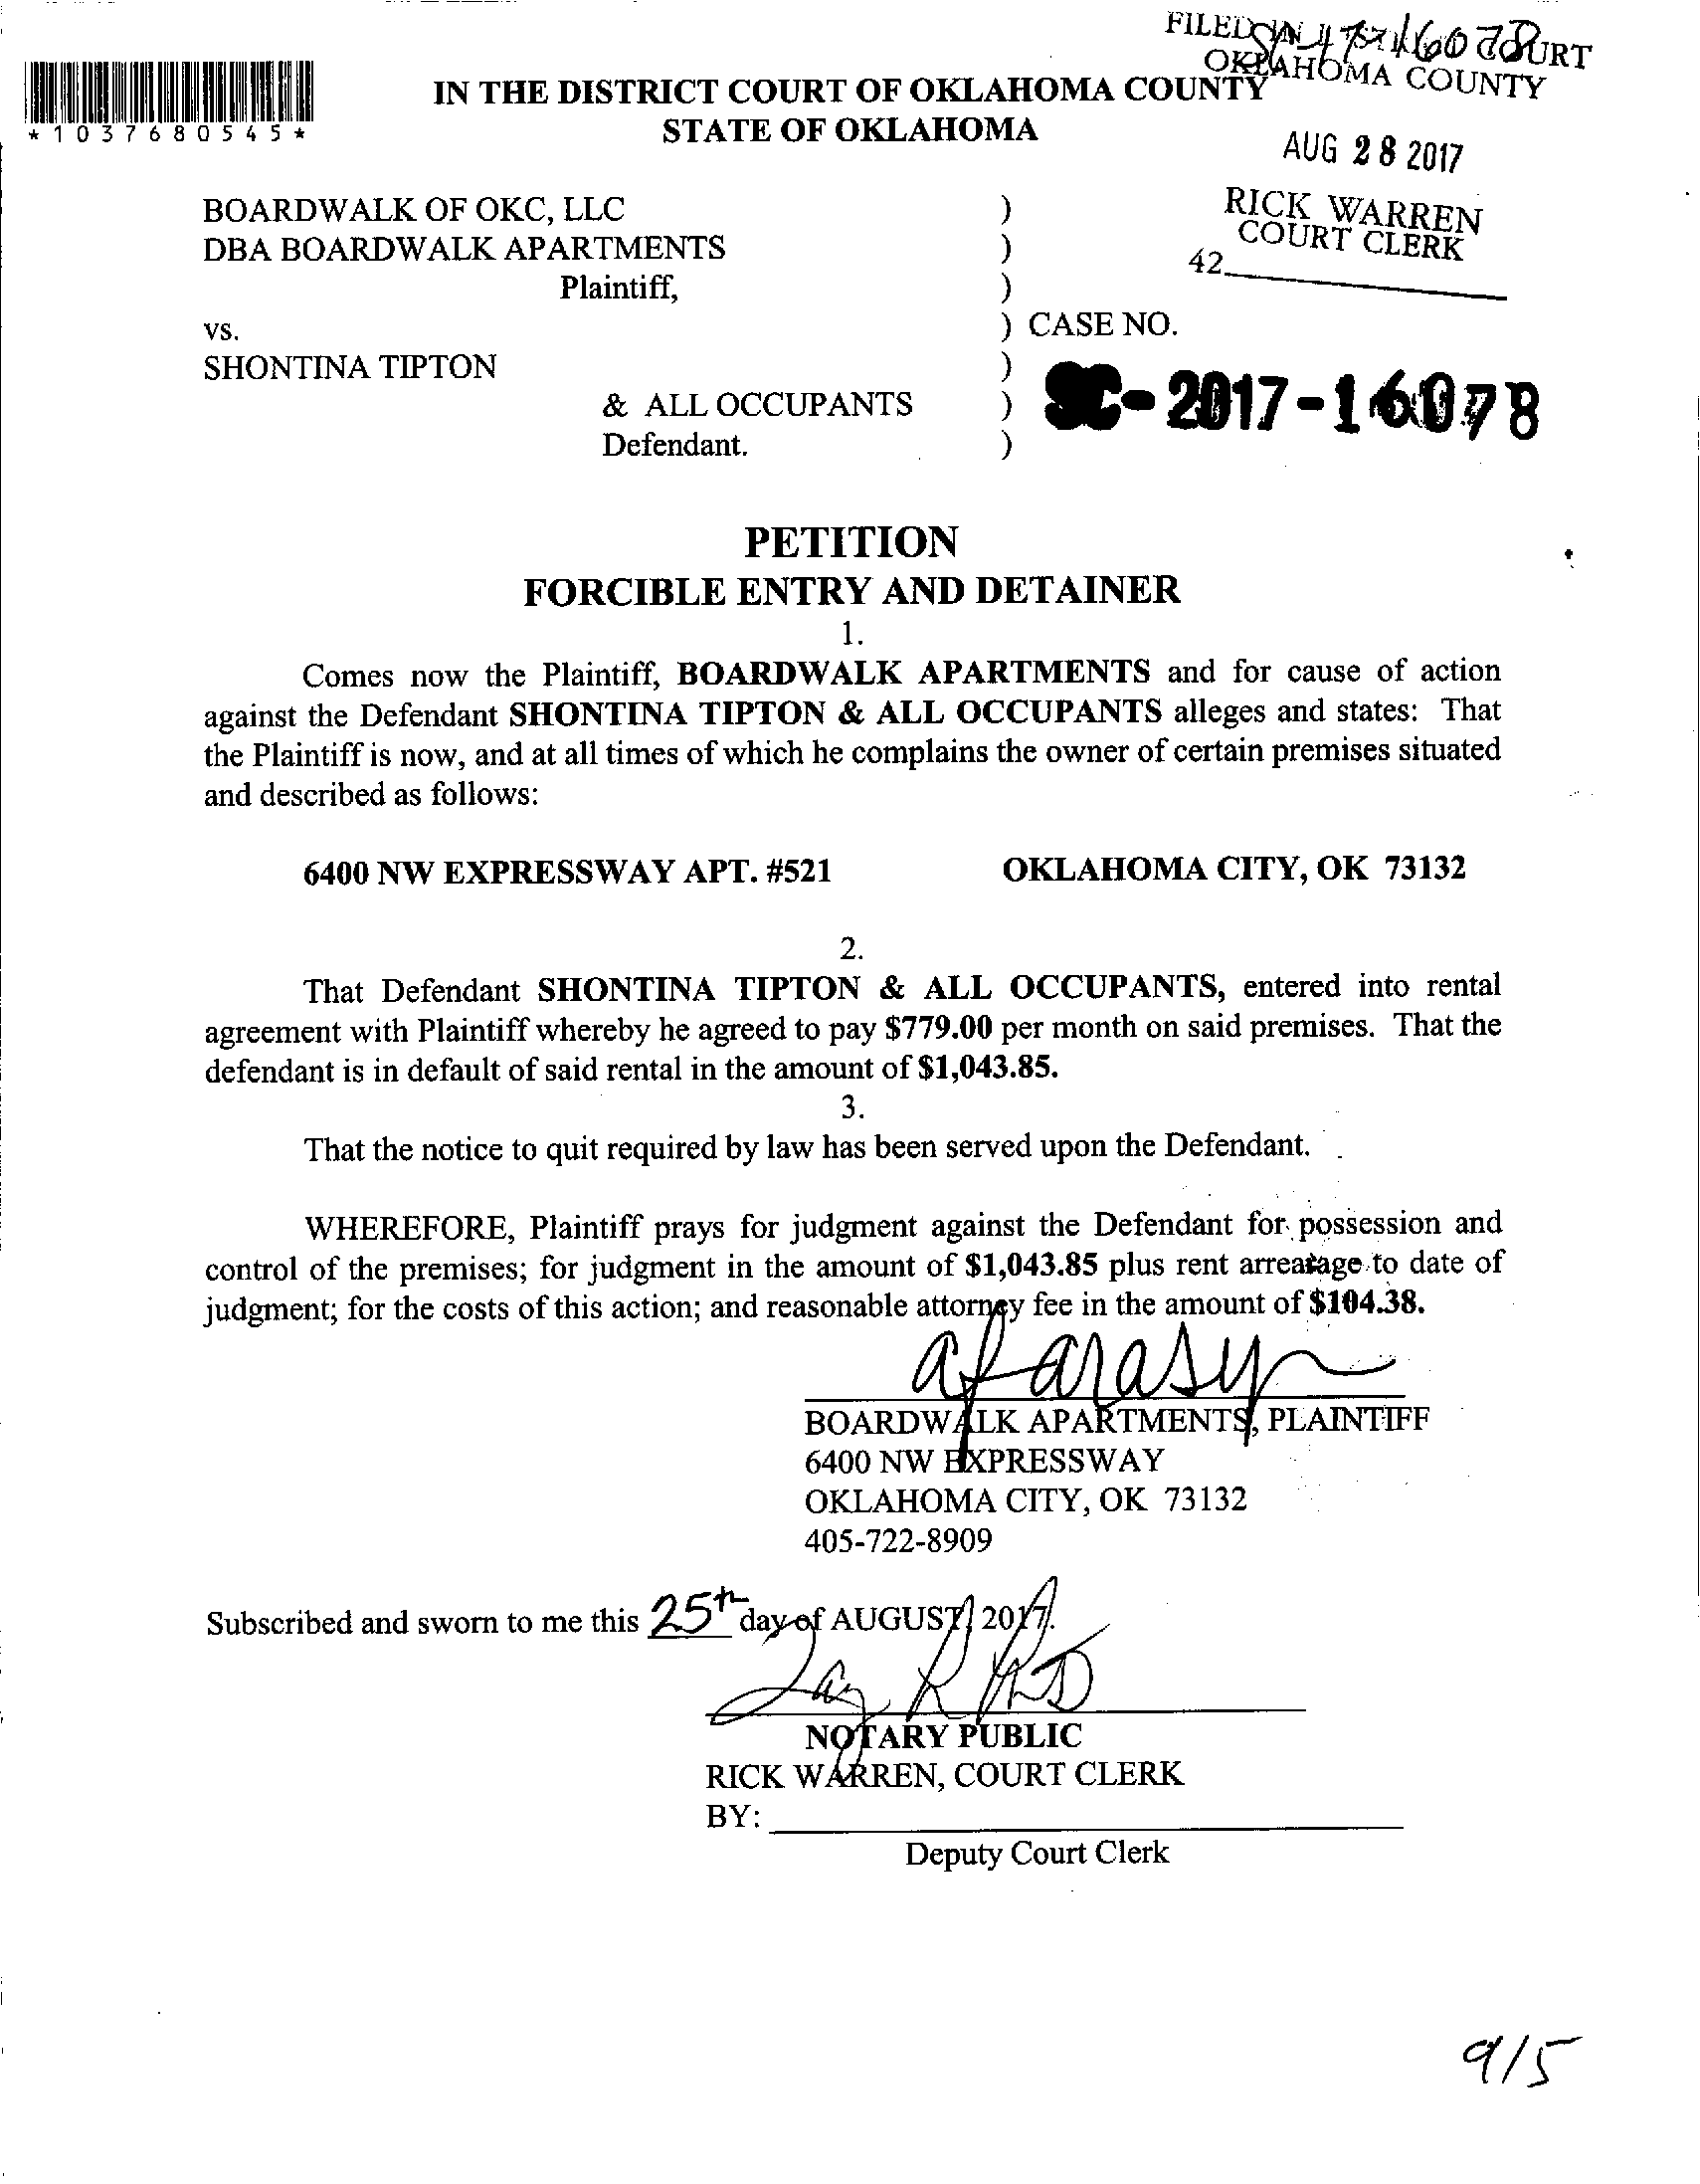 FILED IN DISTRICT COURT
OKLAHOMA COUNTY
*1037680545*
IN THE DISTRICT COURT OF OKLAHOMA COUNTY
STATE OF OKLAHOMA
AUG 28 2017
RICK WARREN
COURT CLERK
42
BOARDWALK OF OKC, LLC )
DBA BOARDWALK APARTMENTS )
Plaintiff, )
vs. ) CASE NO.
SHONTINA TIPTON )
& ALL OCCUPANTS ) SC-2017-16078
Defendant. )
PETITION
FORCIBLE ENTRY AND DETAINER
1.
Comes now the Plaintiff, BOARDWALK APARTMENTS and for cause of action
against the Defendant SHONTINA TIPTON & ALL OCCUPANTS alleges and states: That
the Plaintiff is now, and at all times of which he complains the owner of certain premises situated
and described as follows:
6400 NW EXPRESSWAY APT. #521 OKLAHOMA CITY, OK 73132
2.
That Defendant SHONTINA TIPTON & ALL OCCUPANTS, entered into rental
agreement with Plaintiff whereby he agreed to pay $779.00 per month on said premises. That the
defendant is in default of said rental in the amount of $1,043.85.
3.
That the notice to quit required by law has been served upon the Defendant.
WHEREFORE, Plaintiff prays for judgment against the Defendant for possession and
control of the premises; for judgment in the amount of $1,043.85 plus rent arrearage to date of
judgment; for the costs of this action; and reasonable attorney fee in the amount of $104.38.
BOARDWALK APARTMENTS, PLAINTIFF
6400 NW EXPRESSWAY
OKLAHOMA CITY, OK 73132
405-722-8909
Subscribed and sworn to me this 25th day of AUGUST, 2017.
NOTARY PUBLIC
RICK WARREN, COURT CLERK
BY:
Deputy Court Clerk
9/5